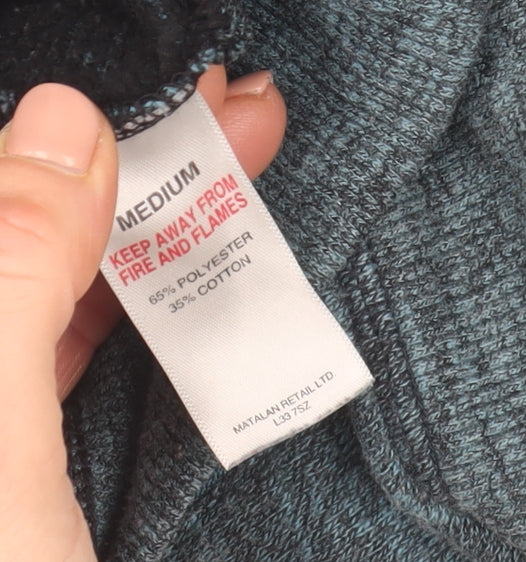 MEDIUM
KEEP AWAY FROM
FIRE AND FLAMES
65% POLYESTER
35% COTTON
MATALAN RETAIL LTD.
L33 7SZ